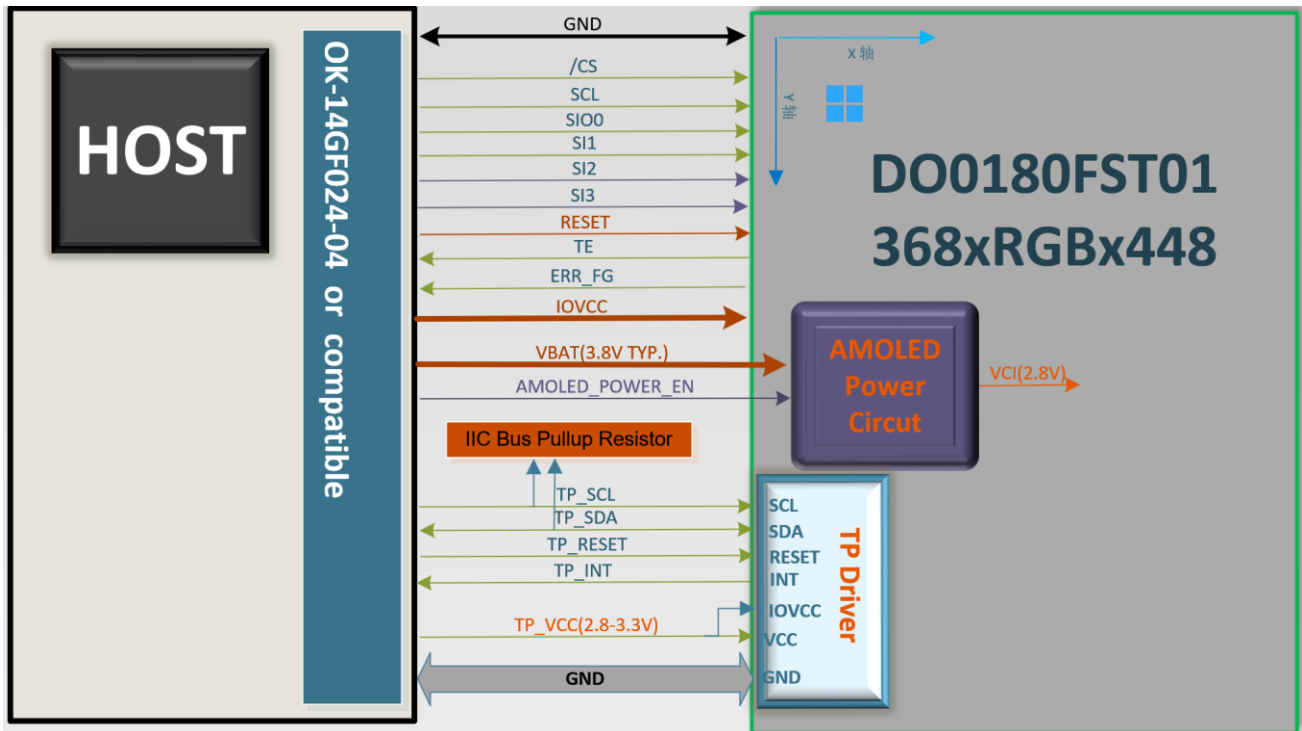 HOST
OK-14GF024-04 or compatible
GND
/CS
SCL
SIO0
SI1
SI2
SI3
RESET
TE
ERR_FG
IOVCC
VBAT(3.8V TYP.)
AMOLED_POWER_EN
IIC Bus Pullup Resistor
TP_SCL
TP_SDA
TP_RESET
TP_INT
TP_VCC(2.8-3.3V)
GND
X 轴
Y 轴
DO0180FST01
368xRGBx448
AMOLED
Power
Circut
VCI(2.8V)
SCL
SDA
RESET
INT
IOVCC
VCC
GND
TP Driver